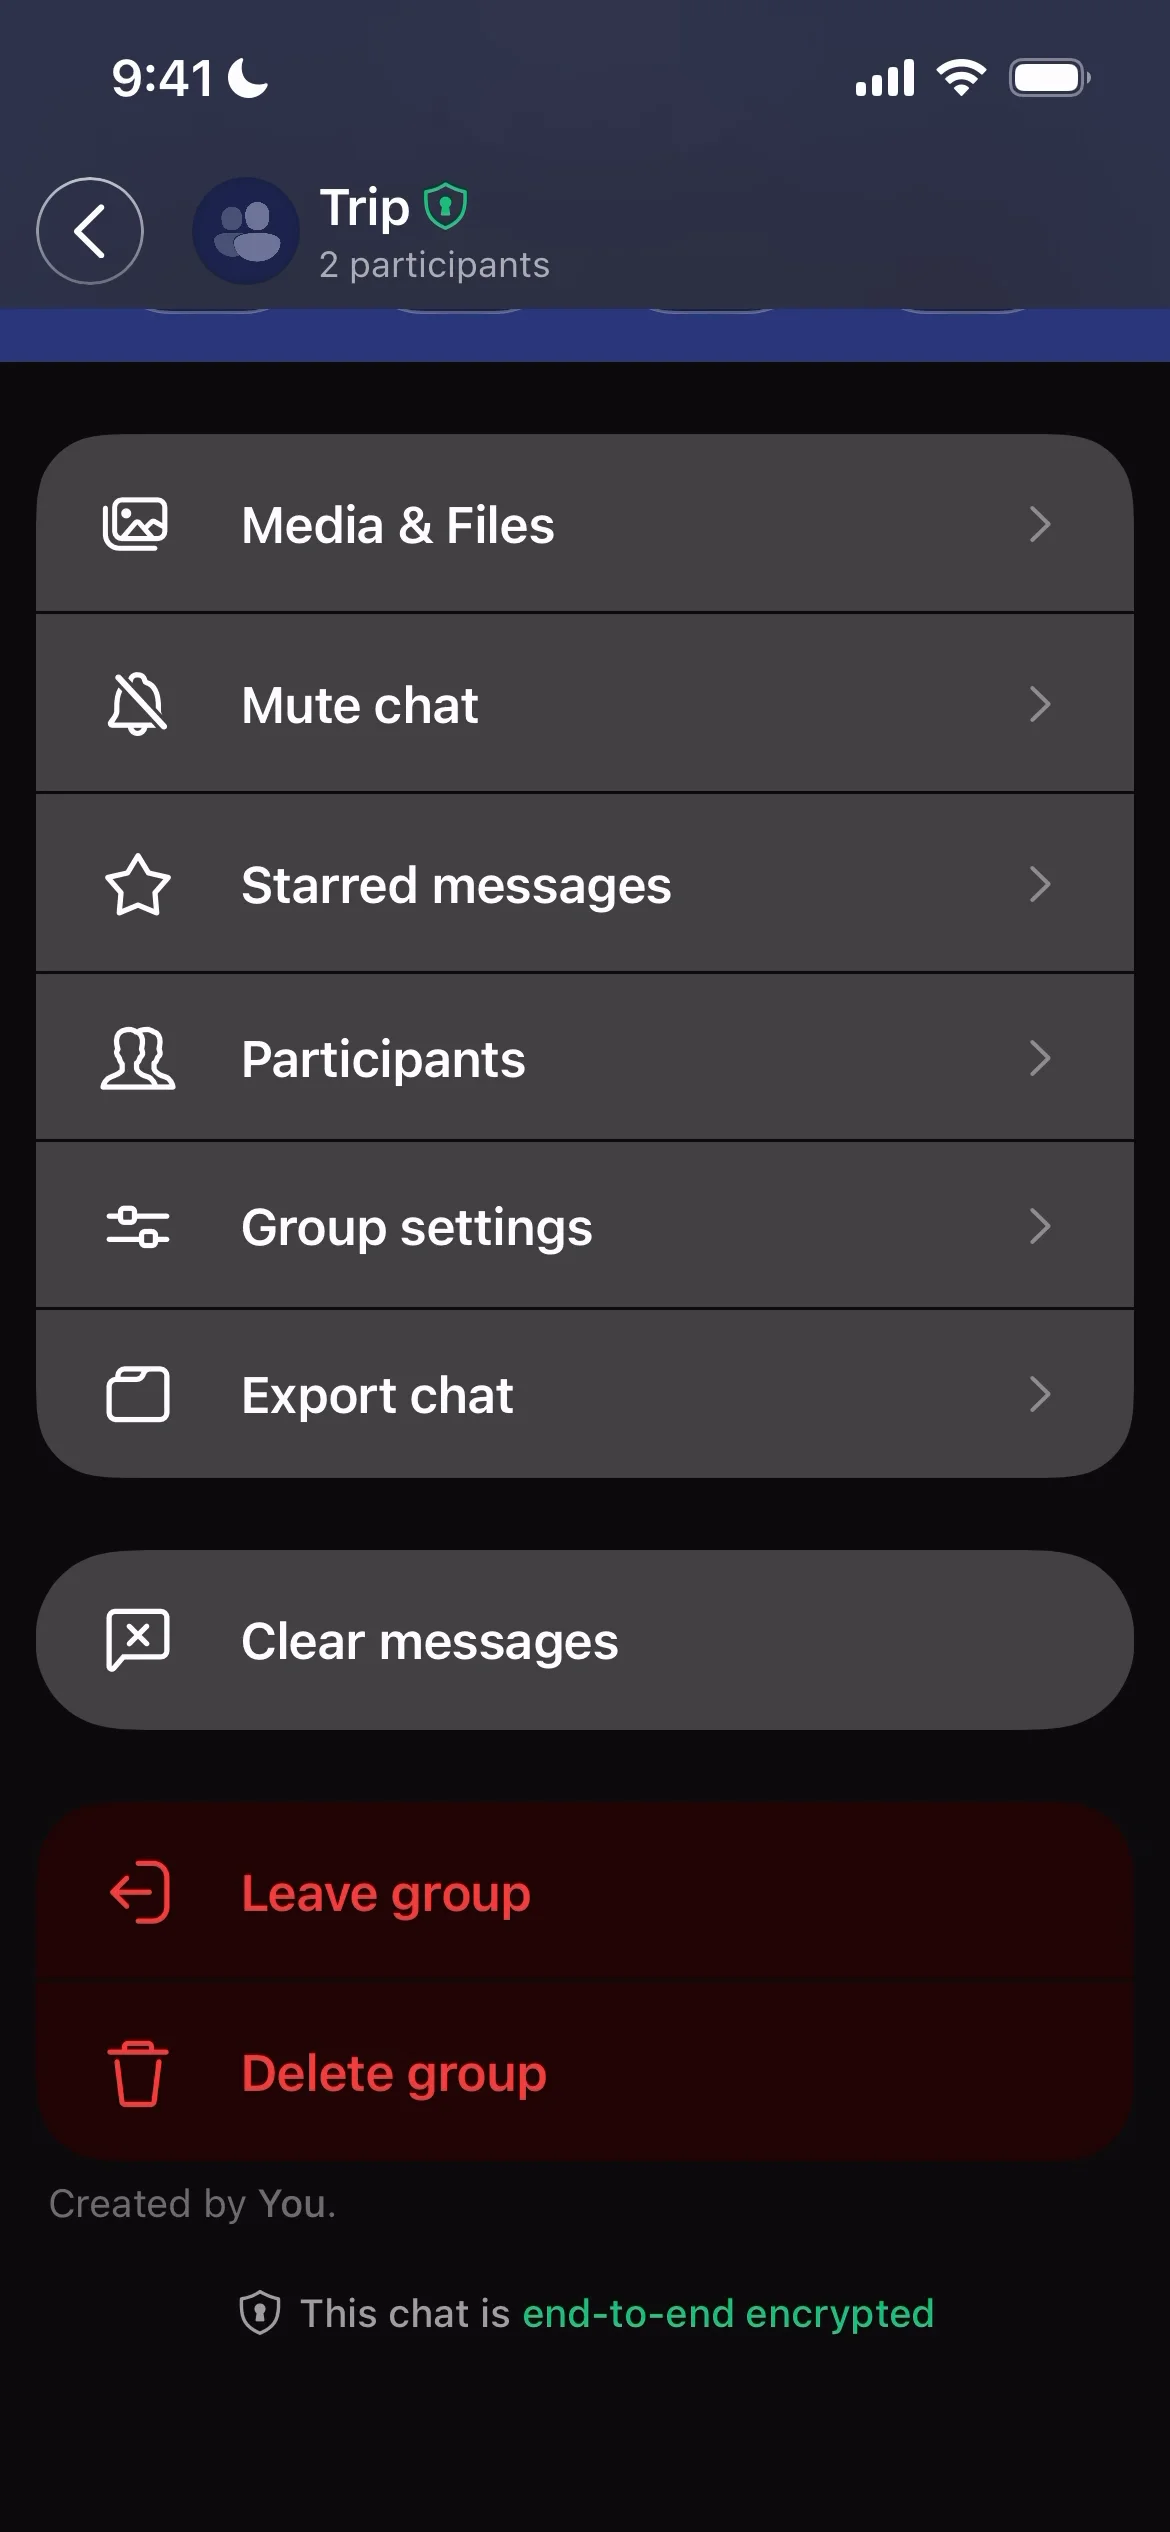 9:41
Trip
2 participants
Media & Files
Mute chat
Starred messages
Participants
Group settings
Export chat
Clear messages
Leave group
Delete group
Created by You.
This chat is end-to-end encrypted